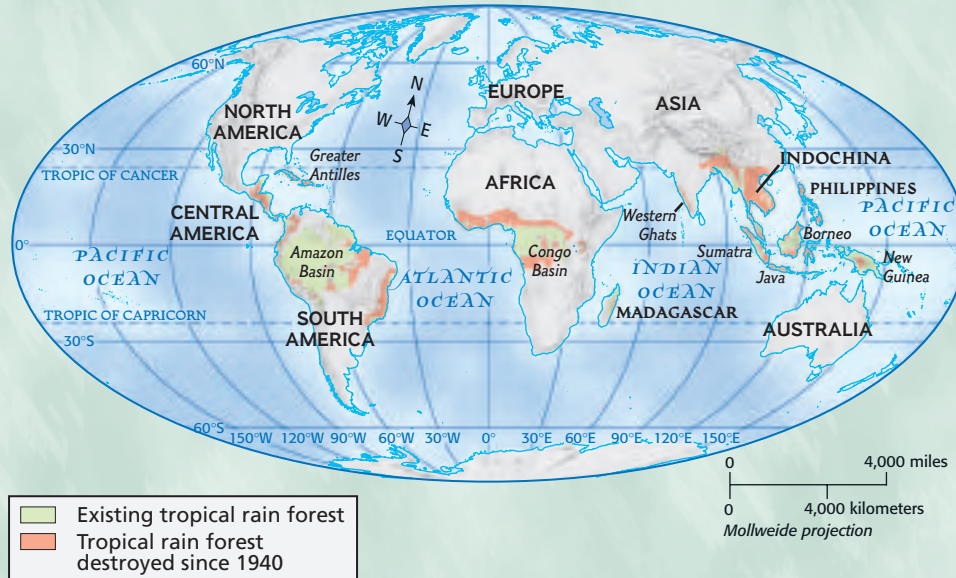 60°N
N
W
E
S
NORTH
AMERICA
EUROPE
ASIA
30°N
TROPIC OF CANCER
Greater
Antilles
AFRICA
INDOCHINA
PHILIPPINES
PACIFIC
OCEAN
CENTRAL
AMERICA
Western
Ghats
0°
EQUATOR
Sumatra
Borneo
PACIFIC
OCEAN
Amazon
Basin
ATLANTIC
OCEAN
Congo
Basin
INDIAN
OCEAN
Java
New
Guinea
TROPIC OF CAPRICORN
SOUTH
AMERICA
MADAGASCAR
AUSTRALIA
30°S
60°S
150°W 120°W 90°W 60°W 30°W 0° 30°E 60°E 90°E 120°E 150°E
0 4,000 miles
0 4,000 kilometers
Mollweide projection
Existing tropical rain forest
Tropical rain forest
destroyed since 1940